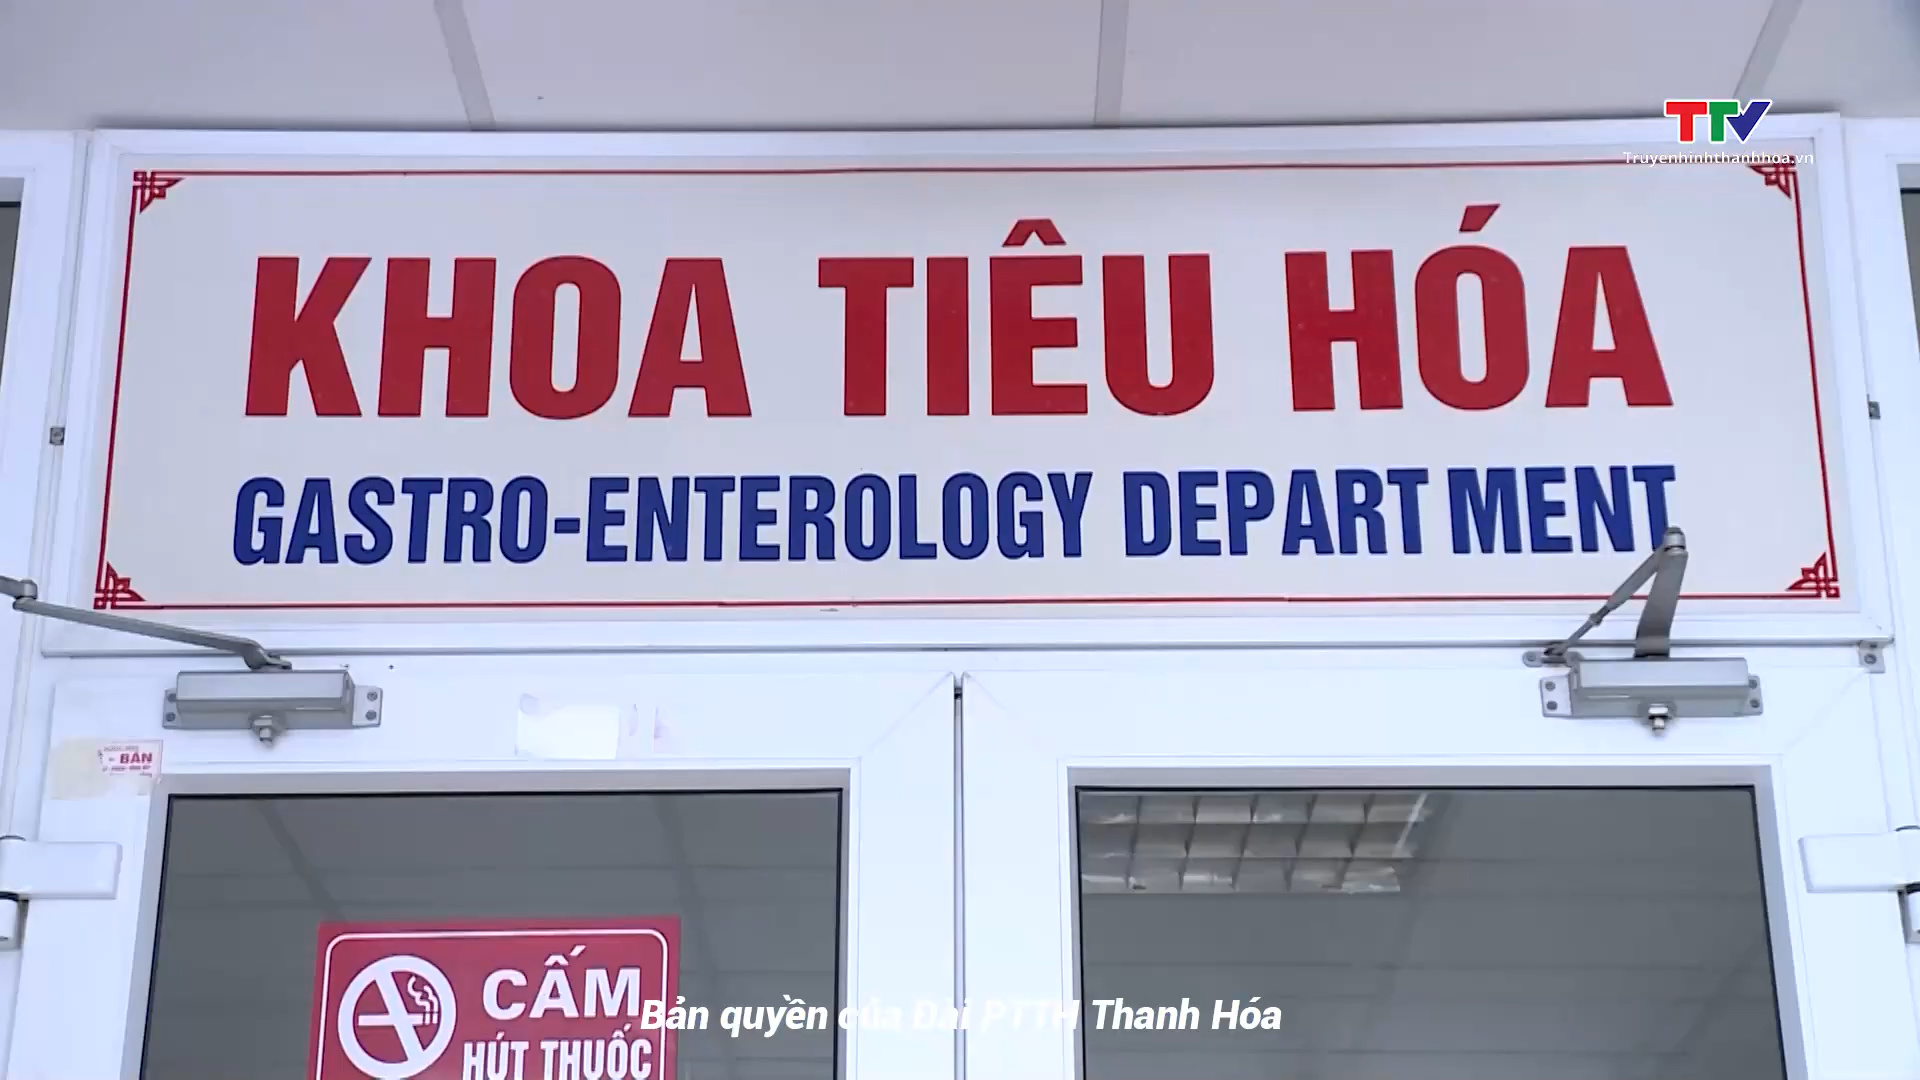 TTV
Truyenhinhthanhhoa.vn
KHOA TIÊU HÓA
GASTRO-ENTEROLOGY DEPARTMENT
BẢN
CẤM
HÚT THUỐC
Bản quyền của Đài PTTH Thanh Hóa